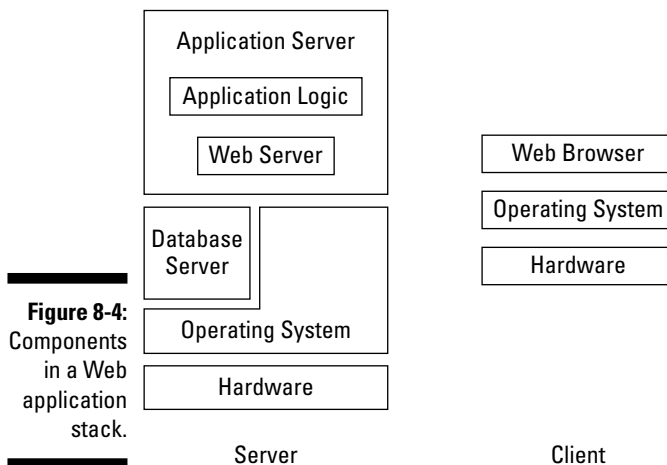 Application Server
Application Logic
Web Server
Database
Server
Operating System
Hardware
Server
Web Browser
Operating System
Hardware
Client
Figure 8-4:
Components
in a Web
application
stack.